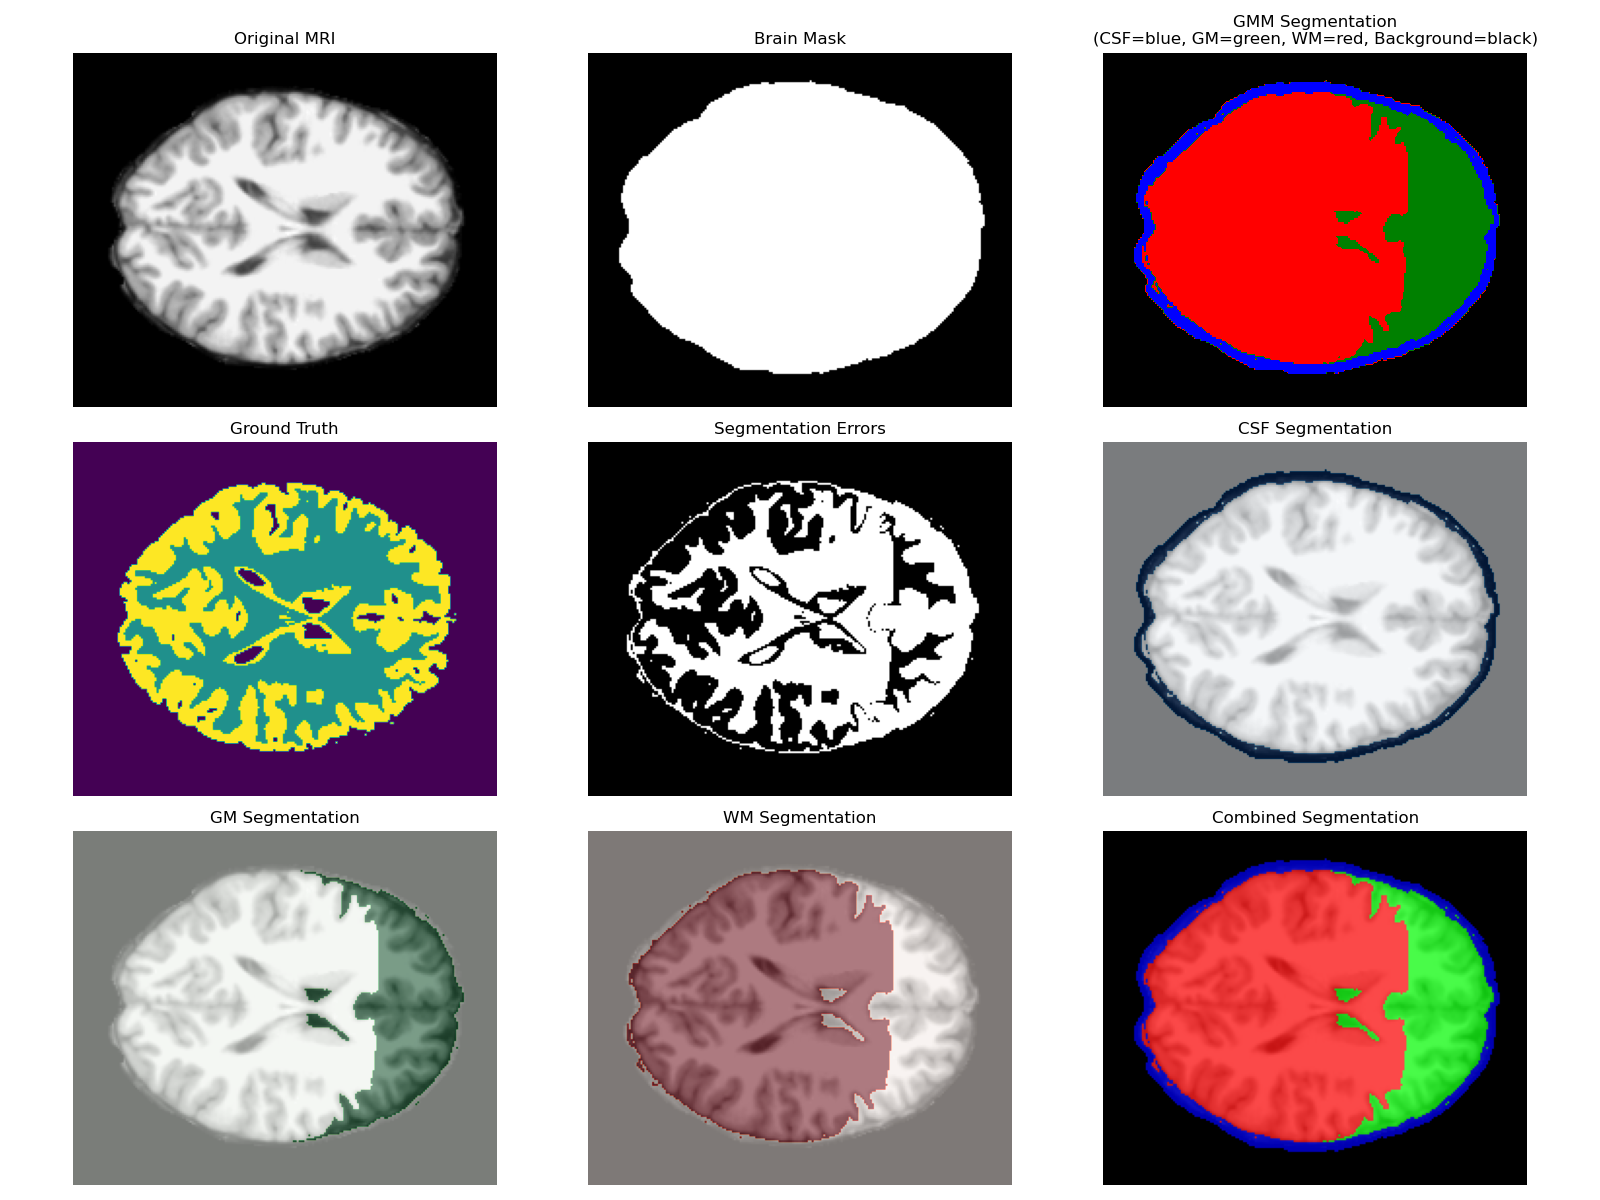 Original MRI
Brain Mask
GMM Segmentation
(CSF=blue, GM=green, WM=red, Background=black)
Ground Truth
Segmentation Errors
CSF Segmentation
GM Segmentation
WM Segmentation
Combined Segmentation